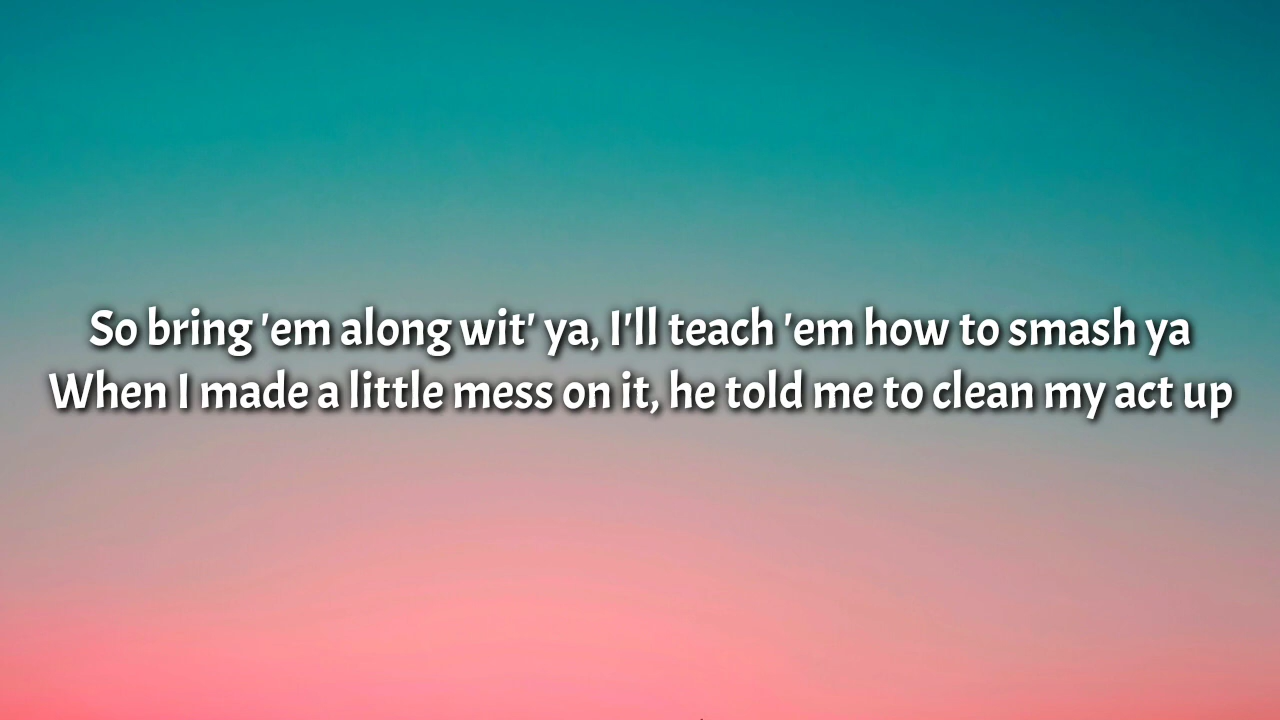 So bring 'em along wit' ya, I'll teach 'em how to smash ya
When I made a little mess on it, he told me to clean my act up